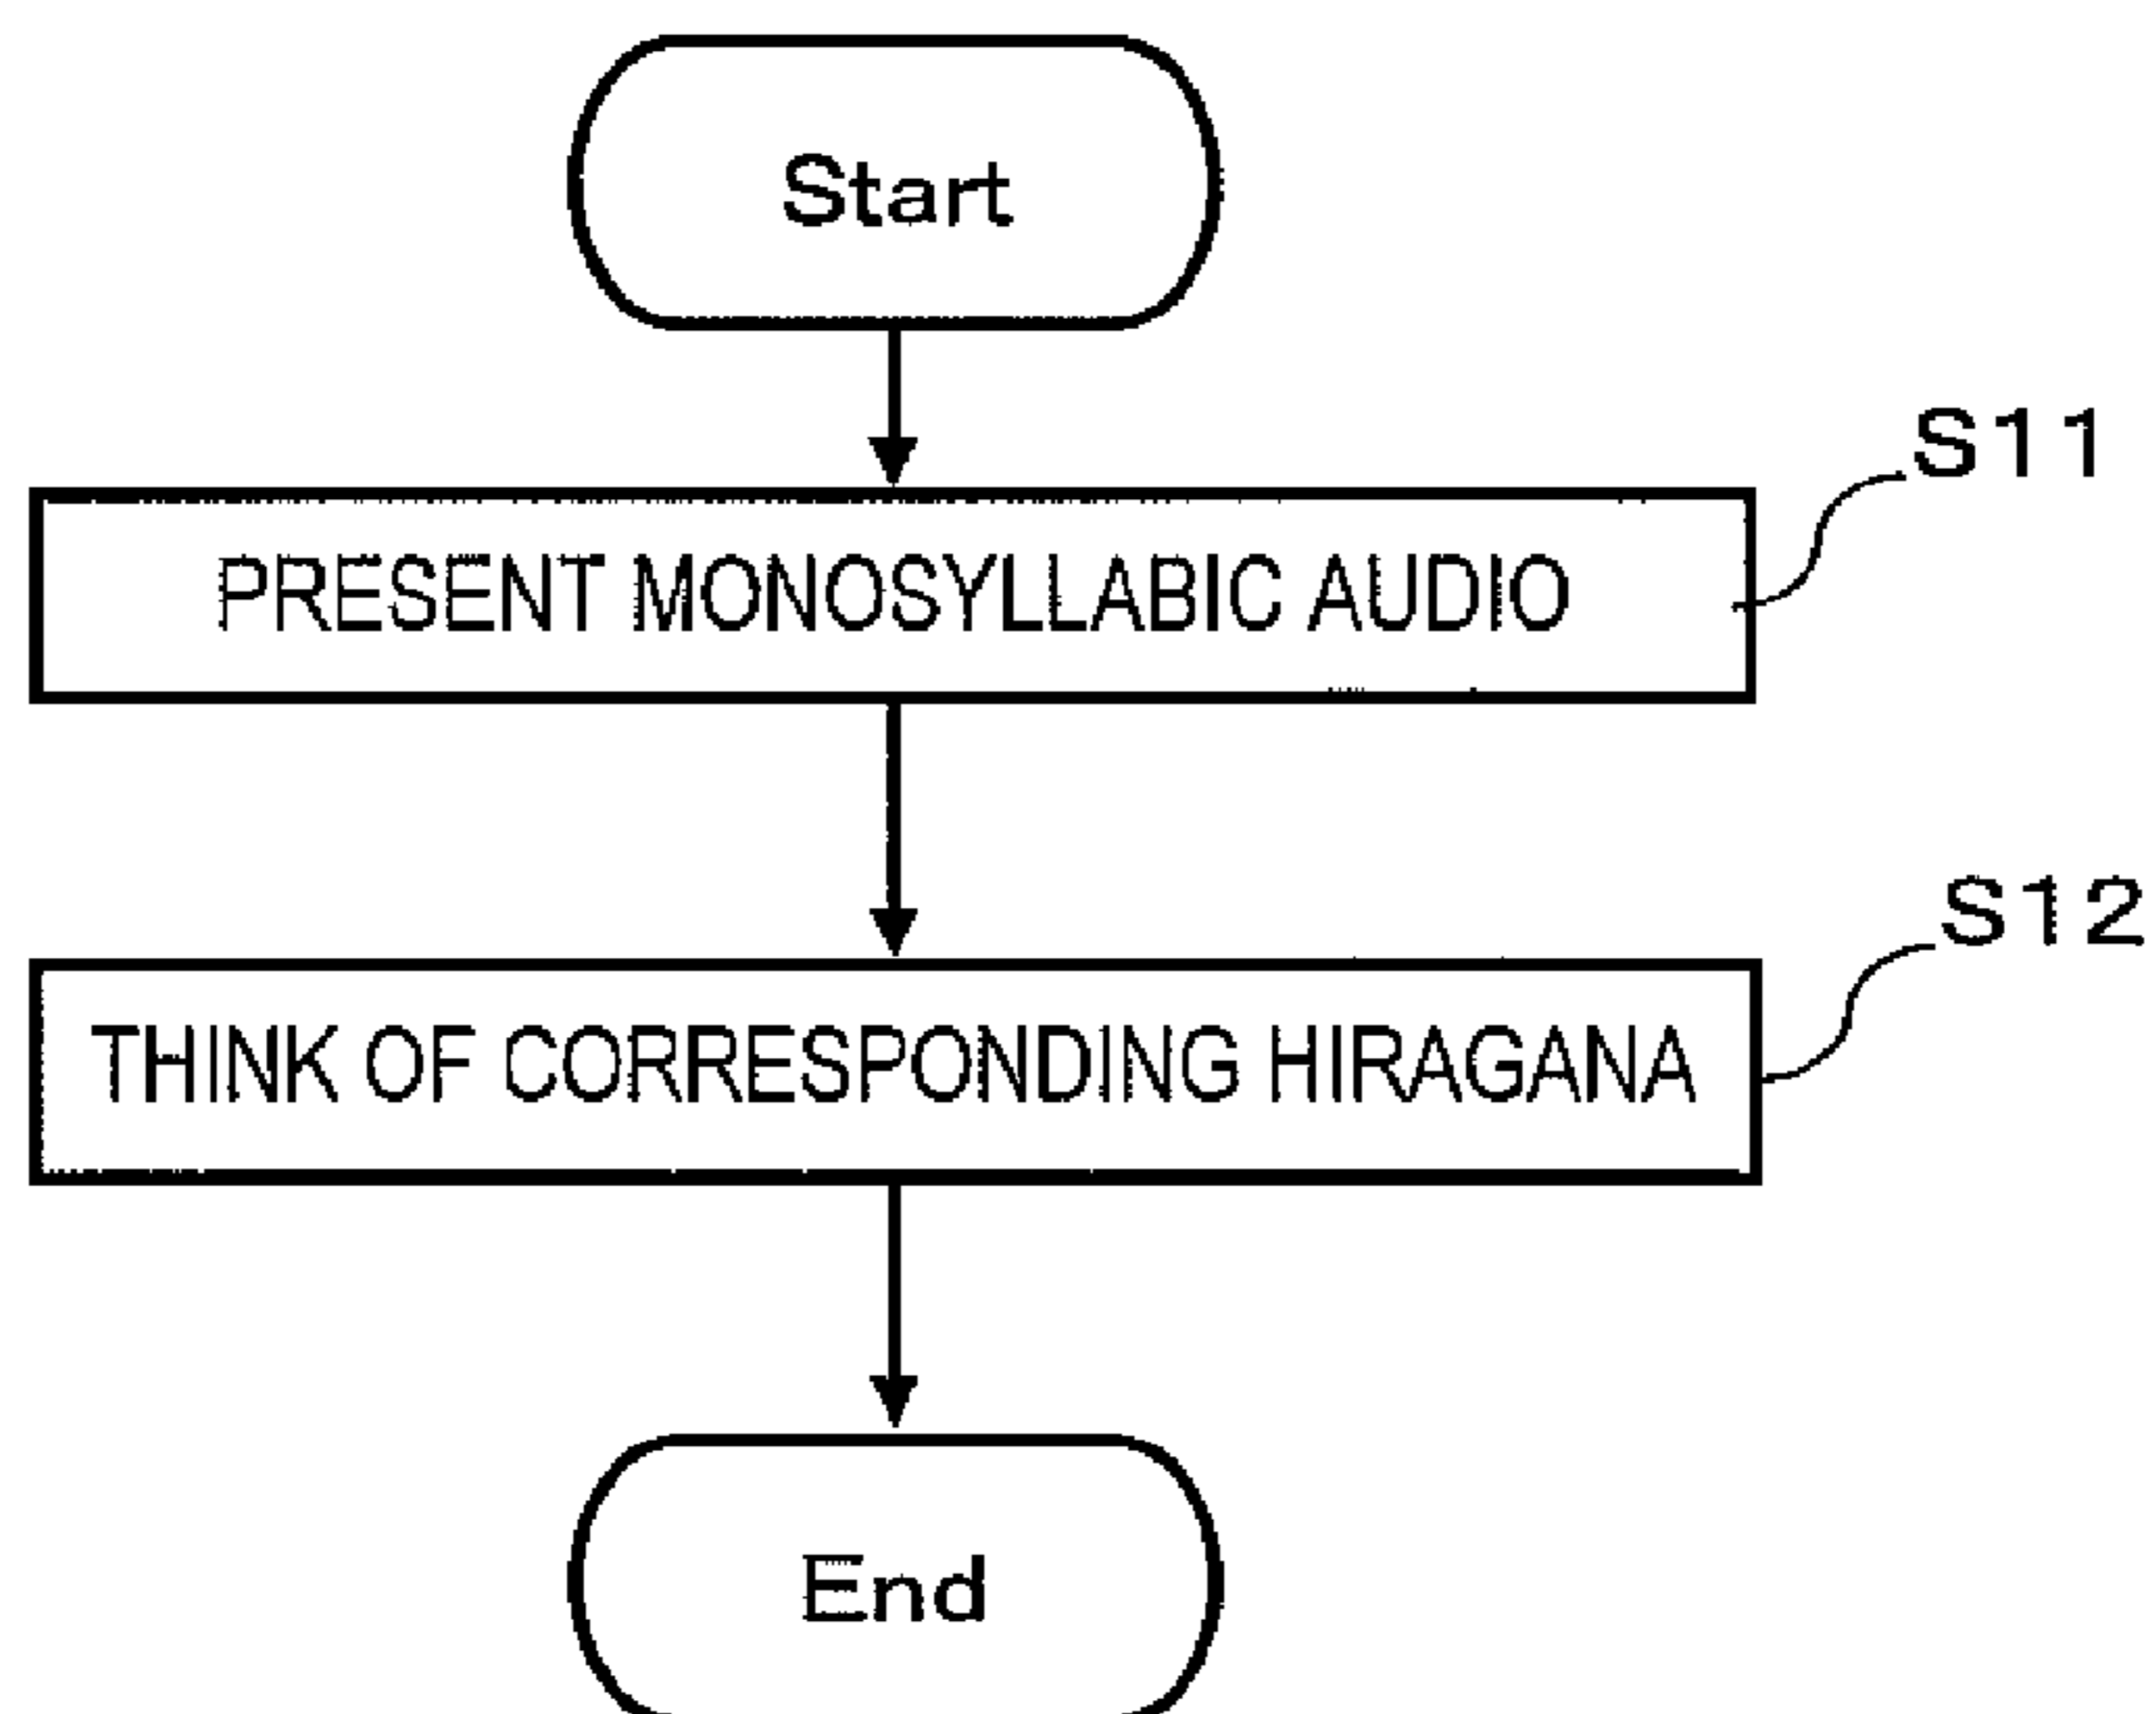 Start
S11
PRESENT MONOSYLLABIC AUDIO
S12
THINK OF CORRESPONDING HIRAGANA
End